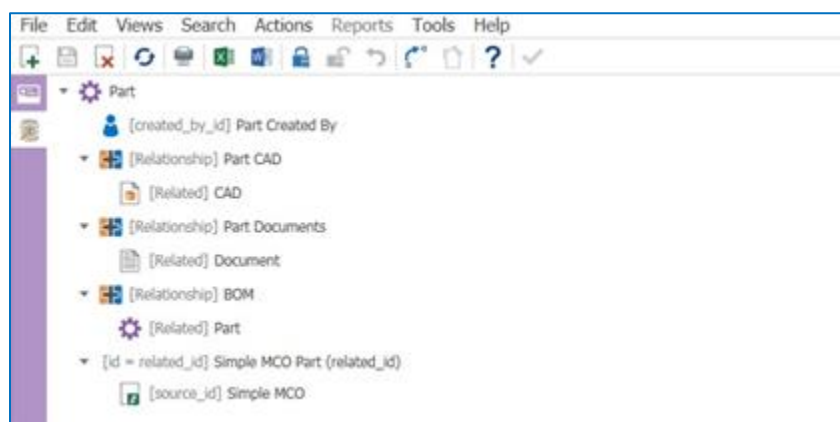 File Edit Views Search Actions Reports Tools Help
Part
[created_by_id] Part Created By
[Relationship] Part CAD
[Related] CAD
[Relationship] Part Documents
[Related] Document
[Relationship] BOM
[Related] Part
[id = related_id] Simple MCO Part (related_id)
[source_id] Simple MCO